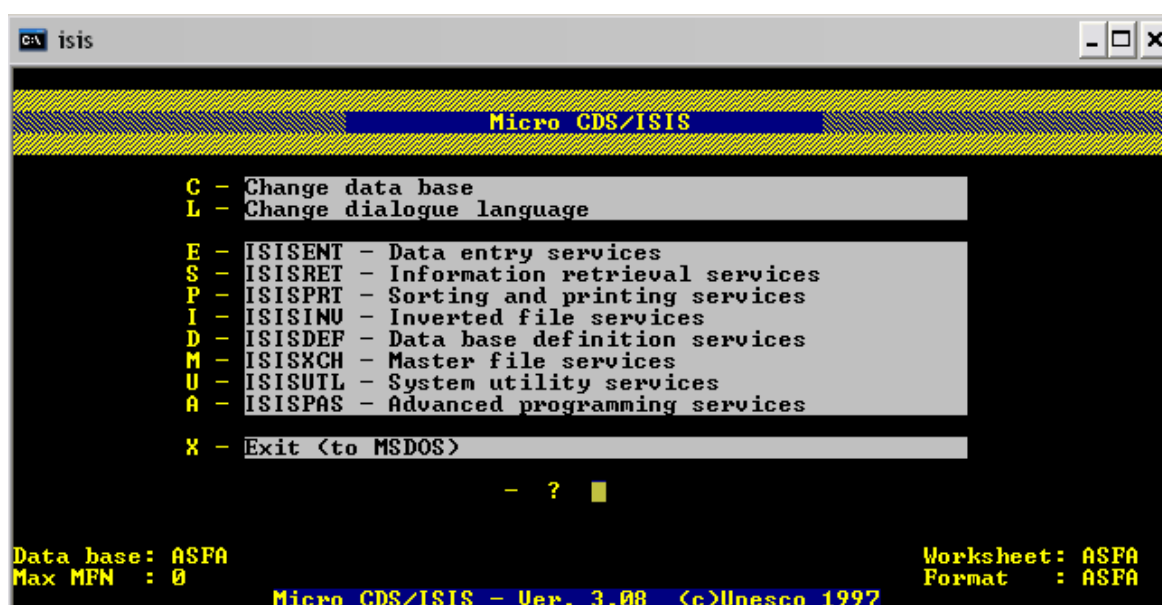 isis
Micro CDS/ISIS
C - Change data base
L - Change dialogue language
E - ISISENT - Data entry services
S - ISISRET - Information retrieval services
P - ISISPRT - Sorting and printing services
I - ISISINV - Inverted file services
D - ISISDEF - Data base definition services
M - ISISXCH - Master file services
U - ISISUTL - System utility services
A - ISISPAS - Advanced programming services
X - Exit (to MSDOS)
- ?
Data base: ASFA Worksheet: ASFA
Max MFN : 0 Format : ASFA
Micro CDS/ISIS - Ver. 3.08 (c)Unesco 1997